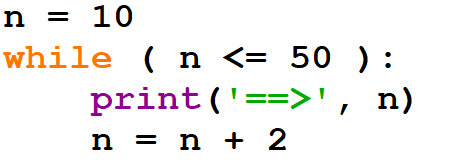 n = 10
while ( n <= 50 ):
    print('==>', n)
    n = n + 2